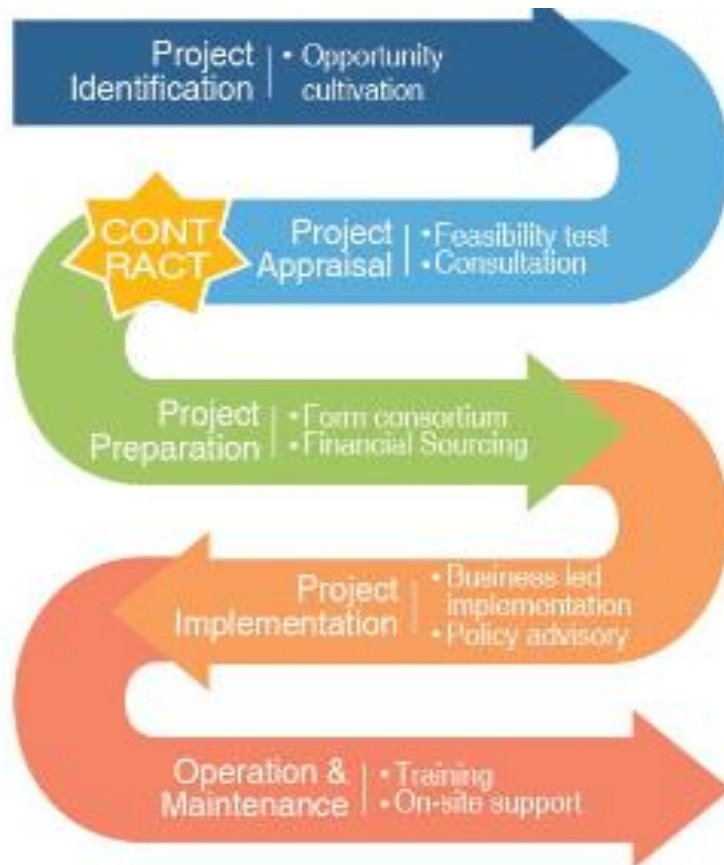 Project
Identification
• Opportunity
cultivation
CONT
RACT
Project
Appraisal
• Feasibility test
• Consultation
Project
Preparation
• Form consortium
• Financial Sourcing
Project
Implementation
• Business led
implementation
• Policy advisory
Operation &
Maintenance
• Training
• On-site support